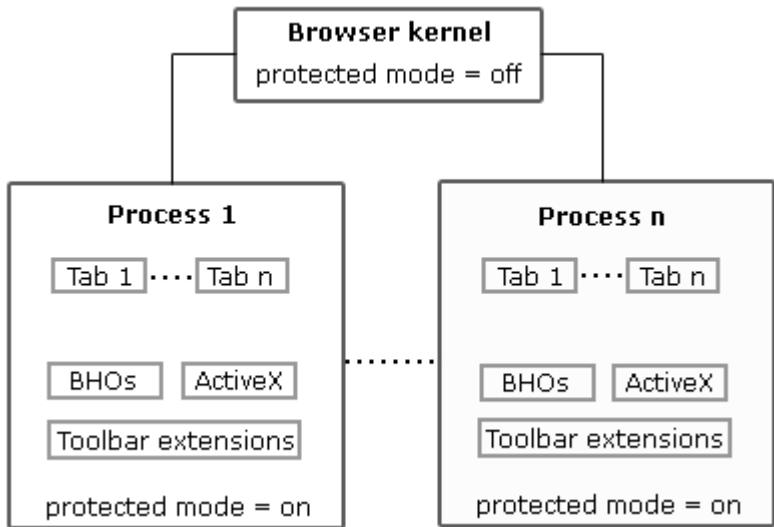 Browser kernel
protected mode = off
Process 1
Tab 1 Tab n
BHOs ActiveX
Toolbar extensions
protected mode = on
Process n
Tab 1 Tab n
BHOs ActiveX
Toolbar extensions
protected mode = on